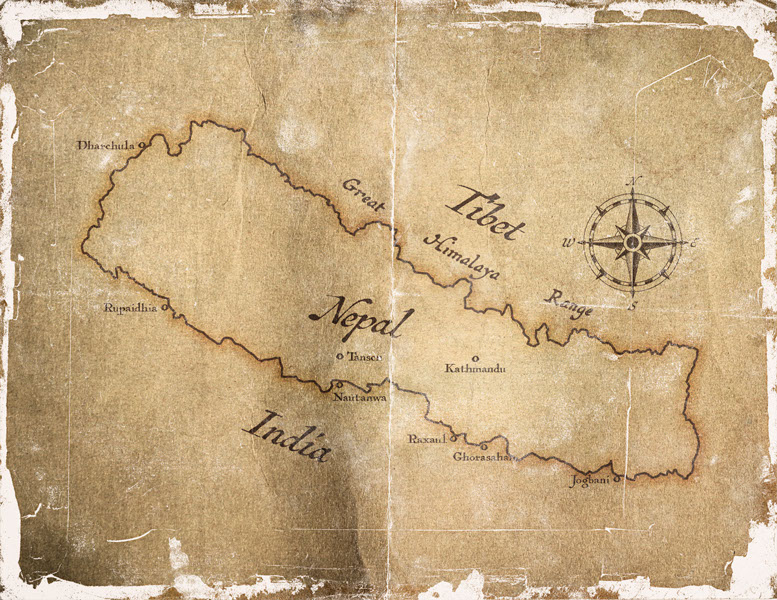 Dharchula
Great
Tibet
Himalaya
Range
N
W
E
S
Rupaidhia
Nepal
Tansen
Kathmandu
Nautanwa
India
Raxaul
Ghorasahan
Jogbani